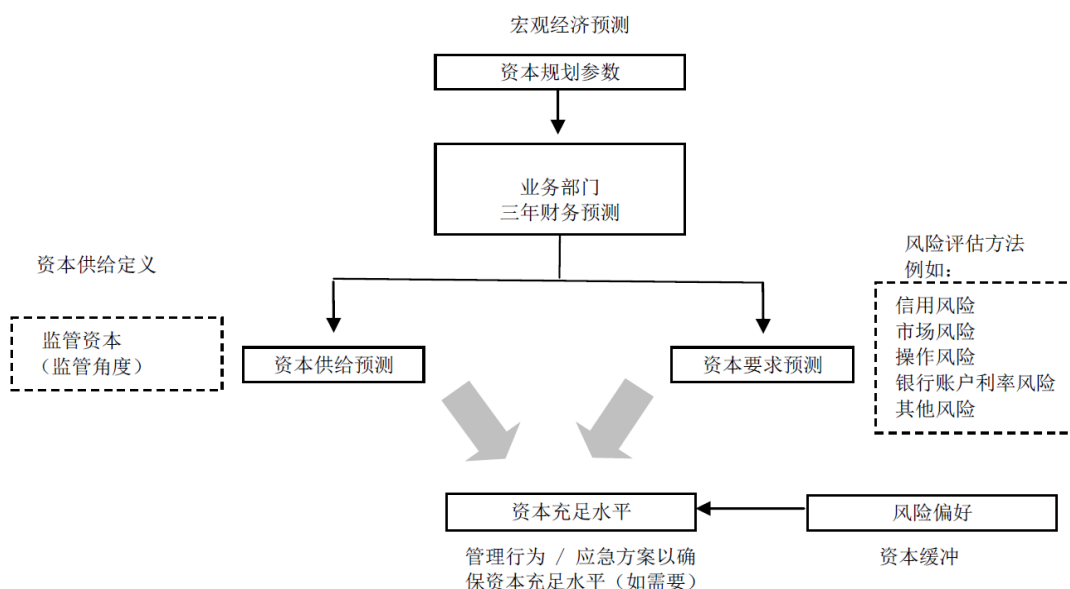 宏观经济预测
资本规划参数
业务部门
三年财务预测
资本供给定义
监管资本
（监管角度）
风险评估方法
例如：
信用风险
市场风险
操作风险
银行账户利率风险
其他风险
资本供给预测
资本要求预测
资本充足水平
风险偏好
管理行为 / 应急方案以确
保资本充足水平（如需要）
资本缓冲